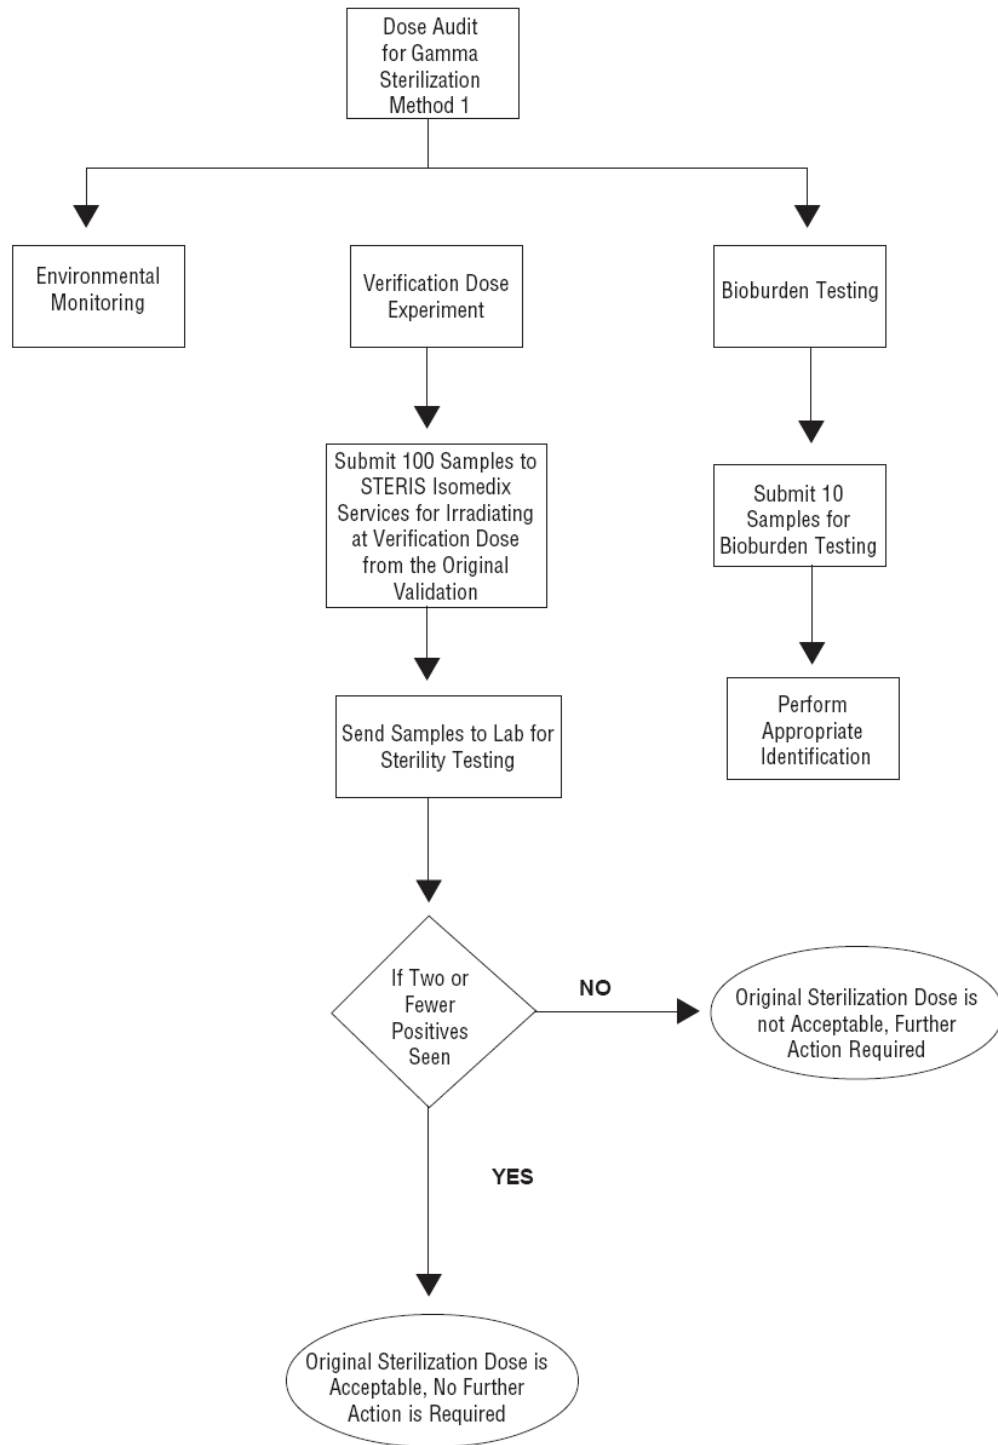 Dose Audit
for Gamma
Sterilization
Method 1
Environmental
Monitoring
Verification Dose
Experiment
Bioburden Testing
Submit 100 Samples to
STERIS Isomedix
Services for Irradiating
at Verification Dose
from the Original
Validation
Submit 10
Samples for
Bioburden Testing
Send Samples to Lab for
Sterility Testing
Perform
Appropriate
Identification
If Two or
Fewer
Positives
Seen
NO
Original Sterilization Dose is
not Acceptable, Further
Action Required
YES
Original Sterilization Dose is
Acceptable, No Further
Action is Required